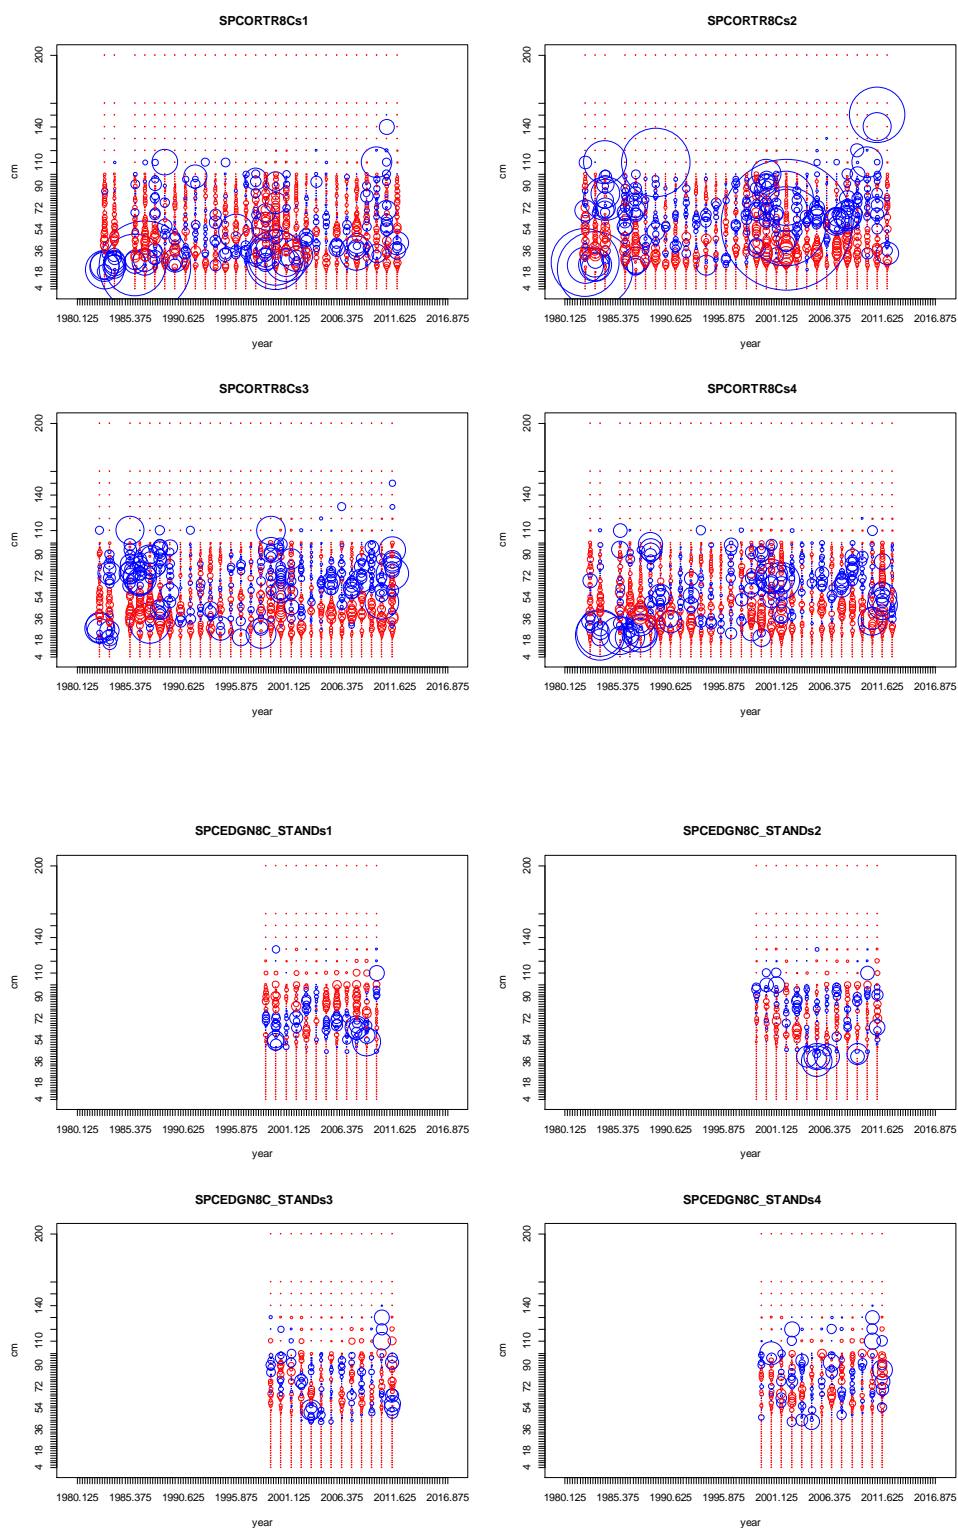 SPCORTR8Cs1
SPCORTR8Cs2
cm
4 18 36 54 72 90 110 140 200
1980.125 1985.375 1990.625 1995.875 2001.125 2006.375 2011.625 2016.875
year
cm
4 18 36 54 72 90 110 140 200
1980.125 1985.375 1990.625 1995.875 2001.125 2006.375 2011.625 2016.875
year
SPCORTR8Cs3
SPCORTR8Cs4
cm
4 18 36 54 72 90 110 140 200
1980.125 1985.375 1990.625 1995.875 2001.125 2006.375 2011.625 2016.875
year
cm
4 18 36 54 72 90 110 140 200
1980.125 1985.375 1990.625 1995.875 2001.125 2006.375 2011.625 2016.875
year
SPCEDGN8C_STANDs1
SPCEDGN8C_STANDs2
cm
4 18 36 54 72 90 110 140 200
1980.125 1985.375 1990.625 1995.875 2001.125 2006.375 2011.625 2016.875
year
cm
4 18 36 54 72 90 110 140 200
1980.125 1985.375 1990.625 1995.875 2001.125 2006.375 2011.625 2016.875
year
SPCEDGN8C_STANDs3
SPCEDGN8C_STANDs4
cm
4 18 36 54 72 90 110 140 200
1980.125 1985.375 1990.625 1995.875 2001.125 2006.375 2011.625 2016.875
year
cm
4 18 36 54 72 90 110 140 200
1980.125 1985.375 1990.625 1995.875 2001.125 2006.375 2011.625 2016.875
year